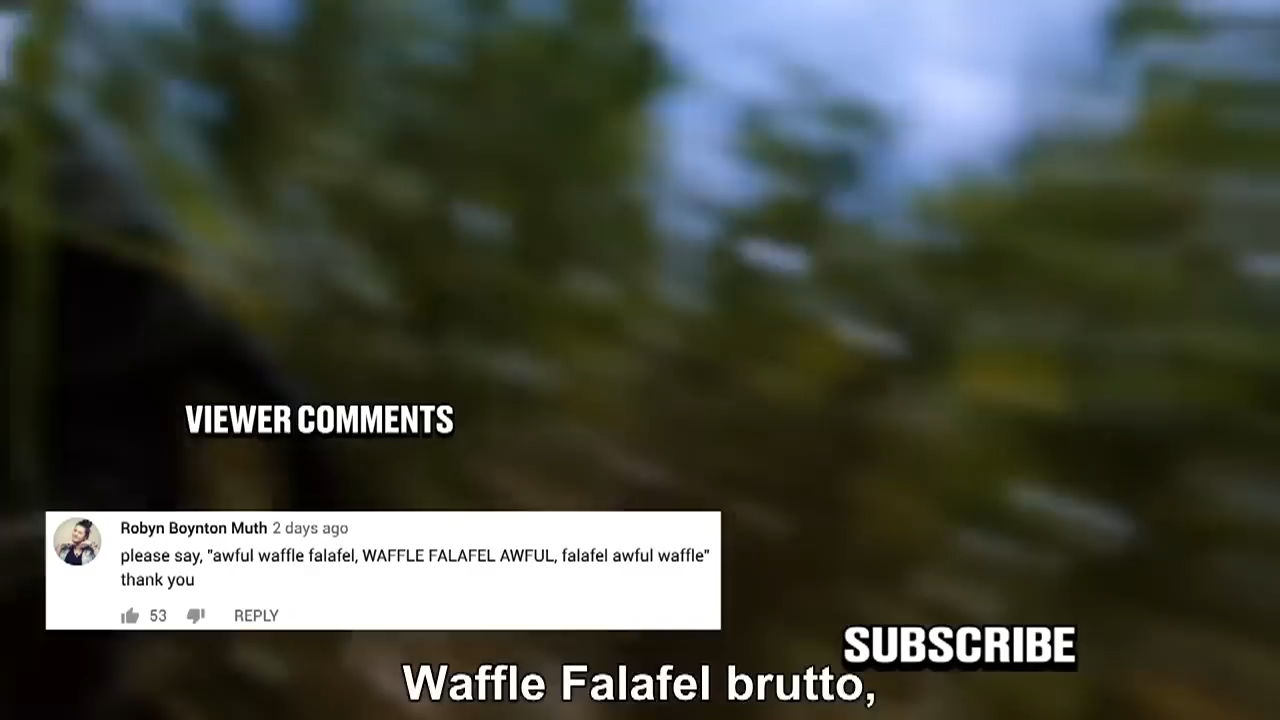 VIEWER COMMENTS
Robyn Boynton Muth 2 days ago
please say, "awful waffle falafel, WAFFLE FALAFEL AWFUL, falafel awful waffle"
thank you
53 REPLY
SUBSCRIBE
Waffle Falafel brutto,